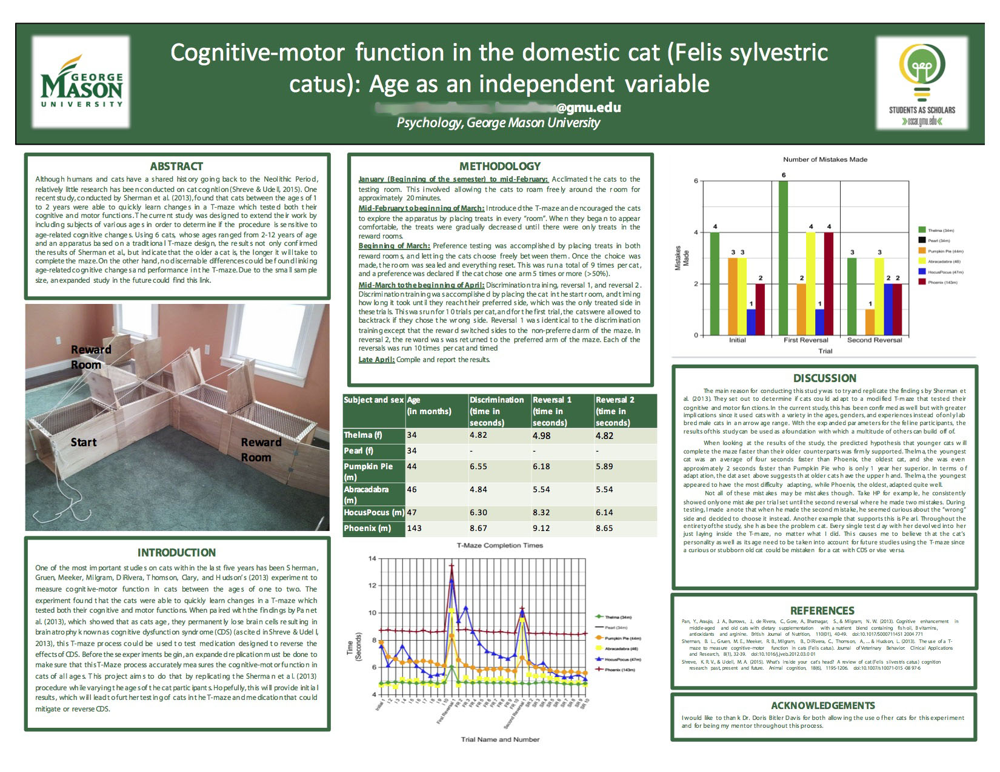 GEORGE
MASON
UNIVERSITY
Cognitive-motor function in the domestic cat (Felis sylvestric
catus): Age as an independent variable
@gmu.edu
Psychology, George Mason University
STUDENTS AS SCHOLARS
oscar.gmu.edu
ABSTRACT
Although humans and cats have a shared history going back to the Neolithic Period,
relatively little research has been conducted on cat cognition (Shreve & Udell, 2015). One
recent study, conducted by Sherman et al. (2013), found that cats between the ages of 1
to 2 years were able to quickly learn changes in a T-maze which tested both their
cognitive and motor functions. The current study was designed to extend their work by
including subjects of various ages in order to determine if the procedure is sensitive to
age-related cognitive changes. Using 6 cats, whose ages ranged from 2-12 years of age
and an apparatus based on a traditional T-maze design, the results not only confirmed
the results of Sherman et al., but indicate that the older a cat is, the longer it will take to
complete the maze. On the other hand, no discernable differences could be found linking
age-related cognitive changes and performance in the T-maze. Due to the small sample
size, an expanded study in the future could find this link.
Reward
Room
Start
Reward
Room
INTRODUCTION
One of the most important studies on cats within the last five years has been Sherman,
Gruen, Meeker, Milgram, DiRivera, Thomson, Clary, and Hudson's (2013) experiment to
measure cognitive-motor function in cats between the ages of one to two. The
experiment found that the cats were able to quickly learn changes in a T-maze which
tested both their cognitive and motor functions. When paired with the findings by Pan et
al. (2013), which showed that as cats age, they permanently lose brain cells resulting in
brain atrophy known as cognitive dysfunction syndrome (CDS) (as cited in Shreve & Udell,
2013), this T-maze process could be used to test medication designed to reverse the
effects of CDS. Before these experiments begin, an expanded replication must be done to
make sure that this T-Maze process accurately measures the cognitive-motor function in
cats of all ages. This project aims to do that by replicating the Sherman et al. (2013)
procedure while varying the ages of the cat participants. Hopefully, this will provide initial
results, which will lead to further testing of cats in the T-maze and medication that could
mitigate or reverse CDS.
METHODOLOGY
January (Beginning of the semester) to mid-February: Acclimated the cats to the
testing room. This involved allowing the cats to roam freely around the room for
approximately 20 minutes.
Mid-February to beginning of March: Introduced the T-maze and encouraged the cats
to explore the apparatus by placing treats in every "room". When they began to appear
comfortable, the treats were gradually decreased until there were only treats in the
reward rooms.
Beginning of March: Preference testing was accomplished by placing treats in both
reward rooms, and letting the cats choose freely between them. Once the choice was
made, the room was sealed and everything reset. This was run a total of 9 times per cat,
and a preference was declared if the cat chose one arm 5 times or more (>50%).
Mid-March to the beginning of April: Discrimination training, reversal 1, and reversal 2.
Discrimination training was accomplished by placing the cat in the start room, and timing
how long it took until they reach their preferred side, which was the only treated side in
these trials. This was run for 10 trials per cat, and for the first trial, the cats were allowed to
backtrack if they chose the wrong side. Reversal 1 was identical to the discrimination
training except that the reward switched sides to the non-preferred arm of the maze. In
reversal 2, the reward was was returned to the preferred arm of the maze. Each of the
reversals was run 10 times per cat and timed
Late April: Compile and report the results.
Subject and sex Age (in months) Discrimination (time in seconds) Reversal 1 (time in seconds) Reversal 2 (time in seconds)
Thelma (f) 34 4.82 4.98 4.82
Pearl (f) 34 - - -
Pumpkin Pie (m) 44 6.55 6.18 5.89
Abracadabra (m) 46 4.84 5.54 5.54
HocusPocus (m) 47 6.30 8.32 6.14
Phoenix (m) 143 8.67 9.12 8.65
T-Maze Completion Times
14
12
10
8
6
4
Time
(Seconds)
Initial 1 I 2 I 3 I 4 I 5 I 6 I 7 I 8 I 9 I 10 First Reversal 1 FR 2 FR 3 FR 4 FR 5 FR 6 FR 7 FR 8 FR 9 FR 10 Second Reversal 1 SR 2 SR 3 SR 4 SR 5 SR 6 SR 7 SR 8 SR 9 SR 10
Trial Name and Number
Thelma (34m)
Pearl (34m)
Pumpkin Pie (44m)
Abracadabra (46)
HocusPocus (47m)
Phoenix (143m)
Number of Mistakes Made
6
4
2
0
Mistakes
Made
4 3 3 1 2
6 2 4 1 4
3 1 3 2 2
Initial First Reversal Second Reversal
Trial
Thelma (34m)
Pearl (34m)
Pumpkin Pie (44m)
Abracadabra (46)
HocusPocus (47m)
Phoenix (143m)
DISCUSSION
The main reason for conducting this study was to try and replicate the findings by Sherman et
al. (2013). They set out to determine if cats could adapt to a modified T-maze that tested their
cognitive and motor functions. In the current study, this has been confirmed as well but with greater
implications since it used cats with a variety in the ages, genders, and experiences instead of only lab
bred male cats in a narrow age range. With the expanded parameters for the feline participants, the
results of this study can be used as a foundation with which a multitude of others can build off of.
When looking at the results of the study, the predicted hypothesis that younger cats will
complete the maze faster than their older counterparts was firmly supported. Thelma, the youngest
cat was an average of four seconds faster than Phoenix, the oldest cat, and she was even
approximately 2 seconds faster than Pumpkin Pie who is only 1 year her superior. In terms of
adaptation, the data set above suggests that older cats have the upper hand. Thelma, the youngest
appeared to have the most difficulty adapting, while Phoenix, the oldest, adapted quite well.
Not all of these mistakes may be mistakes though. Take HP for example, he consistently
showed only one mistake per trial set until the second reversal where he made two mistakes. During
testing, I made a note that when he made the second mistake, he seemed curious about the "wrong"
side and decided to choose it instead. Another example that supports this is Pearl. Throughout the
entirety of the study, she has bee the problem cat. Every single test day with her devolved into her
just laying inside the T-maze, no matter what I did. This causes me to believe that the cat's
personality as well as its age need to be taken into account for future studies using the T-maze since
a curious or stubborn old cat could be mistaken for a cat with CDS or vise versa.
REFERENCES
Pan, Y., Araujo, J. A., Burrows, J., de Rivera, C., Gore, A., Bhatnagar, S., & Milgram, N. W. (2013). Cognitive enhancement in
middle-aged and old cats with dietary supplementation with a nutrient blend containing fish oil, B vitamins,
antioxidants and arginine. British Journal of Nutrition, 110(01), 40-49. doi:10.1017/S0007114512004771
Sherman, B. L., Gruen, M. E., Meeker, R. B., Milgram, B., DiRivera, C., Thomson, A., ... & Hudson, L. (2013). The use of a T-
maze to measure cognitive–motor function in cats (Felis catus). Journal of Veterinary Behavior: Clinical Applications
and Research, 8(1), 32-39. doi:10.1016/j.jveb.2012.03.001
Shreve, K. R. V., & Udell, M. A. (2015). What's inside your cat's head? A review of cat (Felis silvestris catus) cognition
research past, present and future. Animal cognition, 18(6), 1195-1206. doi:10.1007/s10071-015-0897-6
ACKNOWLEDGEMENTS
I would like to thank Dr. Doris Bitler Davis for both allowing the use of her cats for this experiment
and for being my mentor throughout this process.